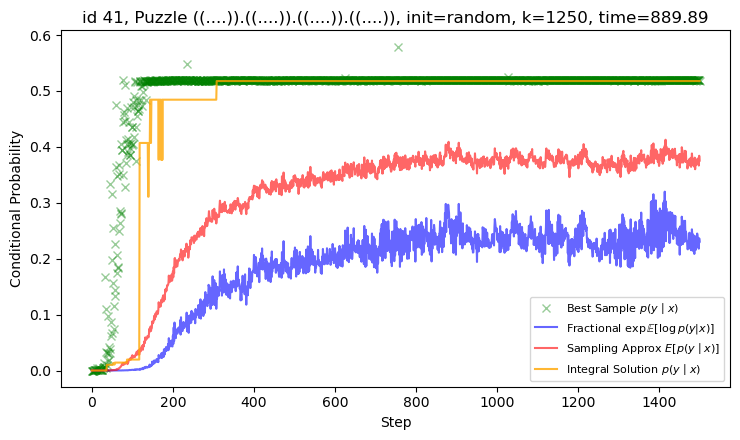 id 41, Puzzle ((....)).((....)).((....)).((....)), init=random, k=1250, time=889.89
Conditional Probability
0.6
0.5
0.4
0.3
0.2
0.1
0.0
Best Sample p(y | x)
Fractional exp𝔼[log p(y|x)]
Sampling Approx E[p(y | x)]
Integral Solution p(y | x)
0
200
400
600
800
1000
1200
1400
Step